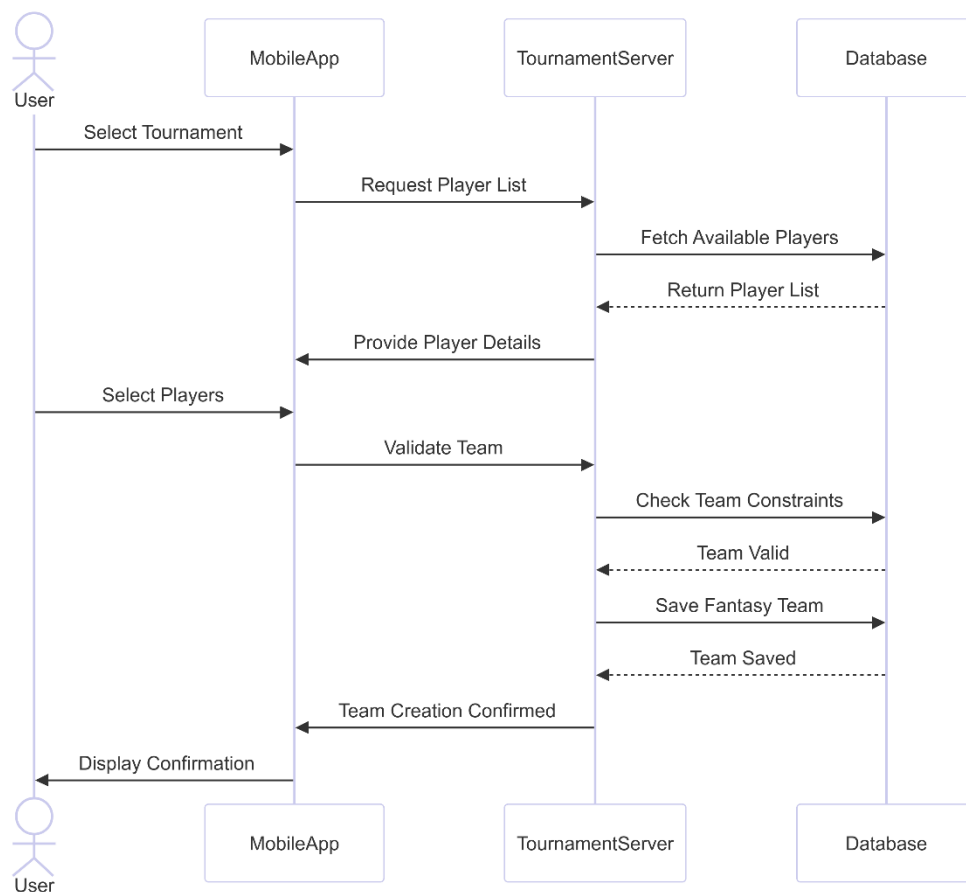 User
MobileApp
TournamentServer
Database
Select Tournament
Request Player List
Fetch Available Players
Return Player List
Provide Player Details
Select Players
Validate Team
Check Team Constraints
Team Valid
Save Fantasy Team
Team Saved
Team Creation Confirmed
Display Confirmation
User
MobileApp
TournamentServer
Database